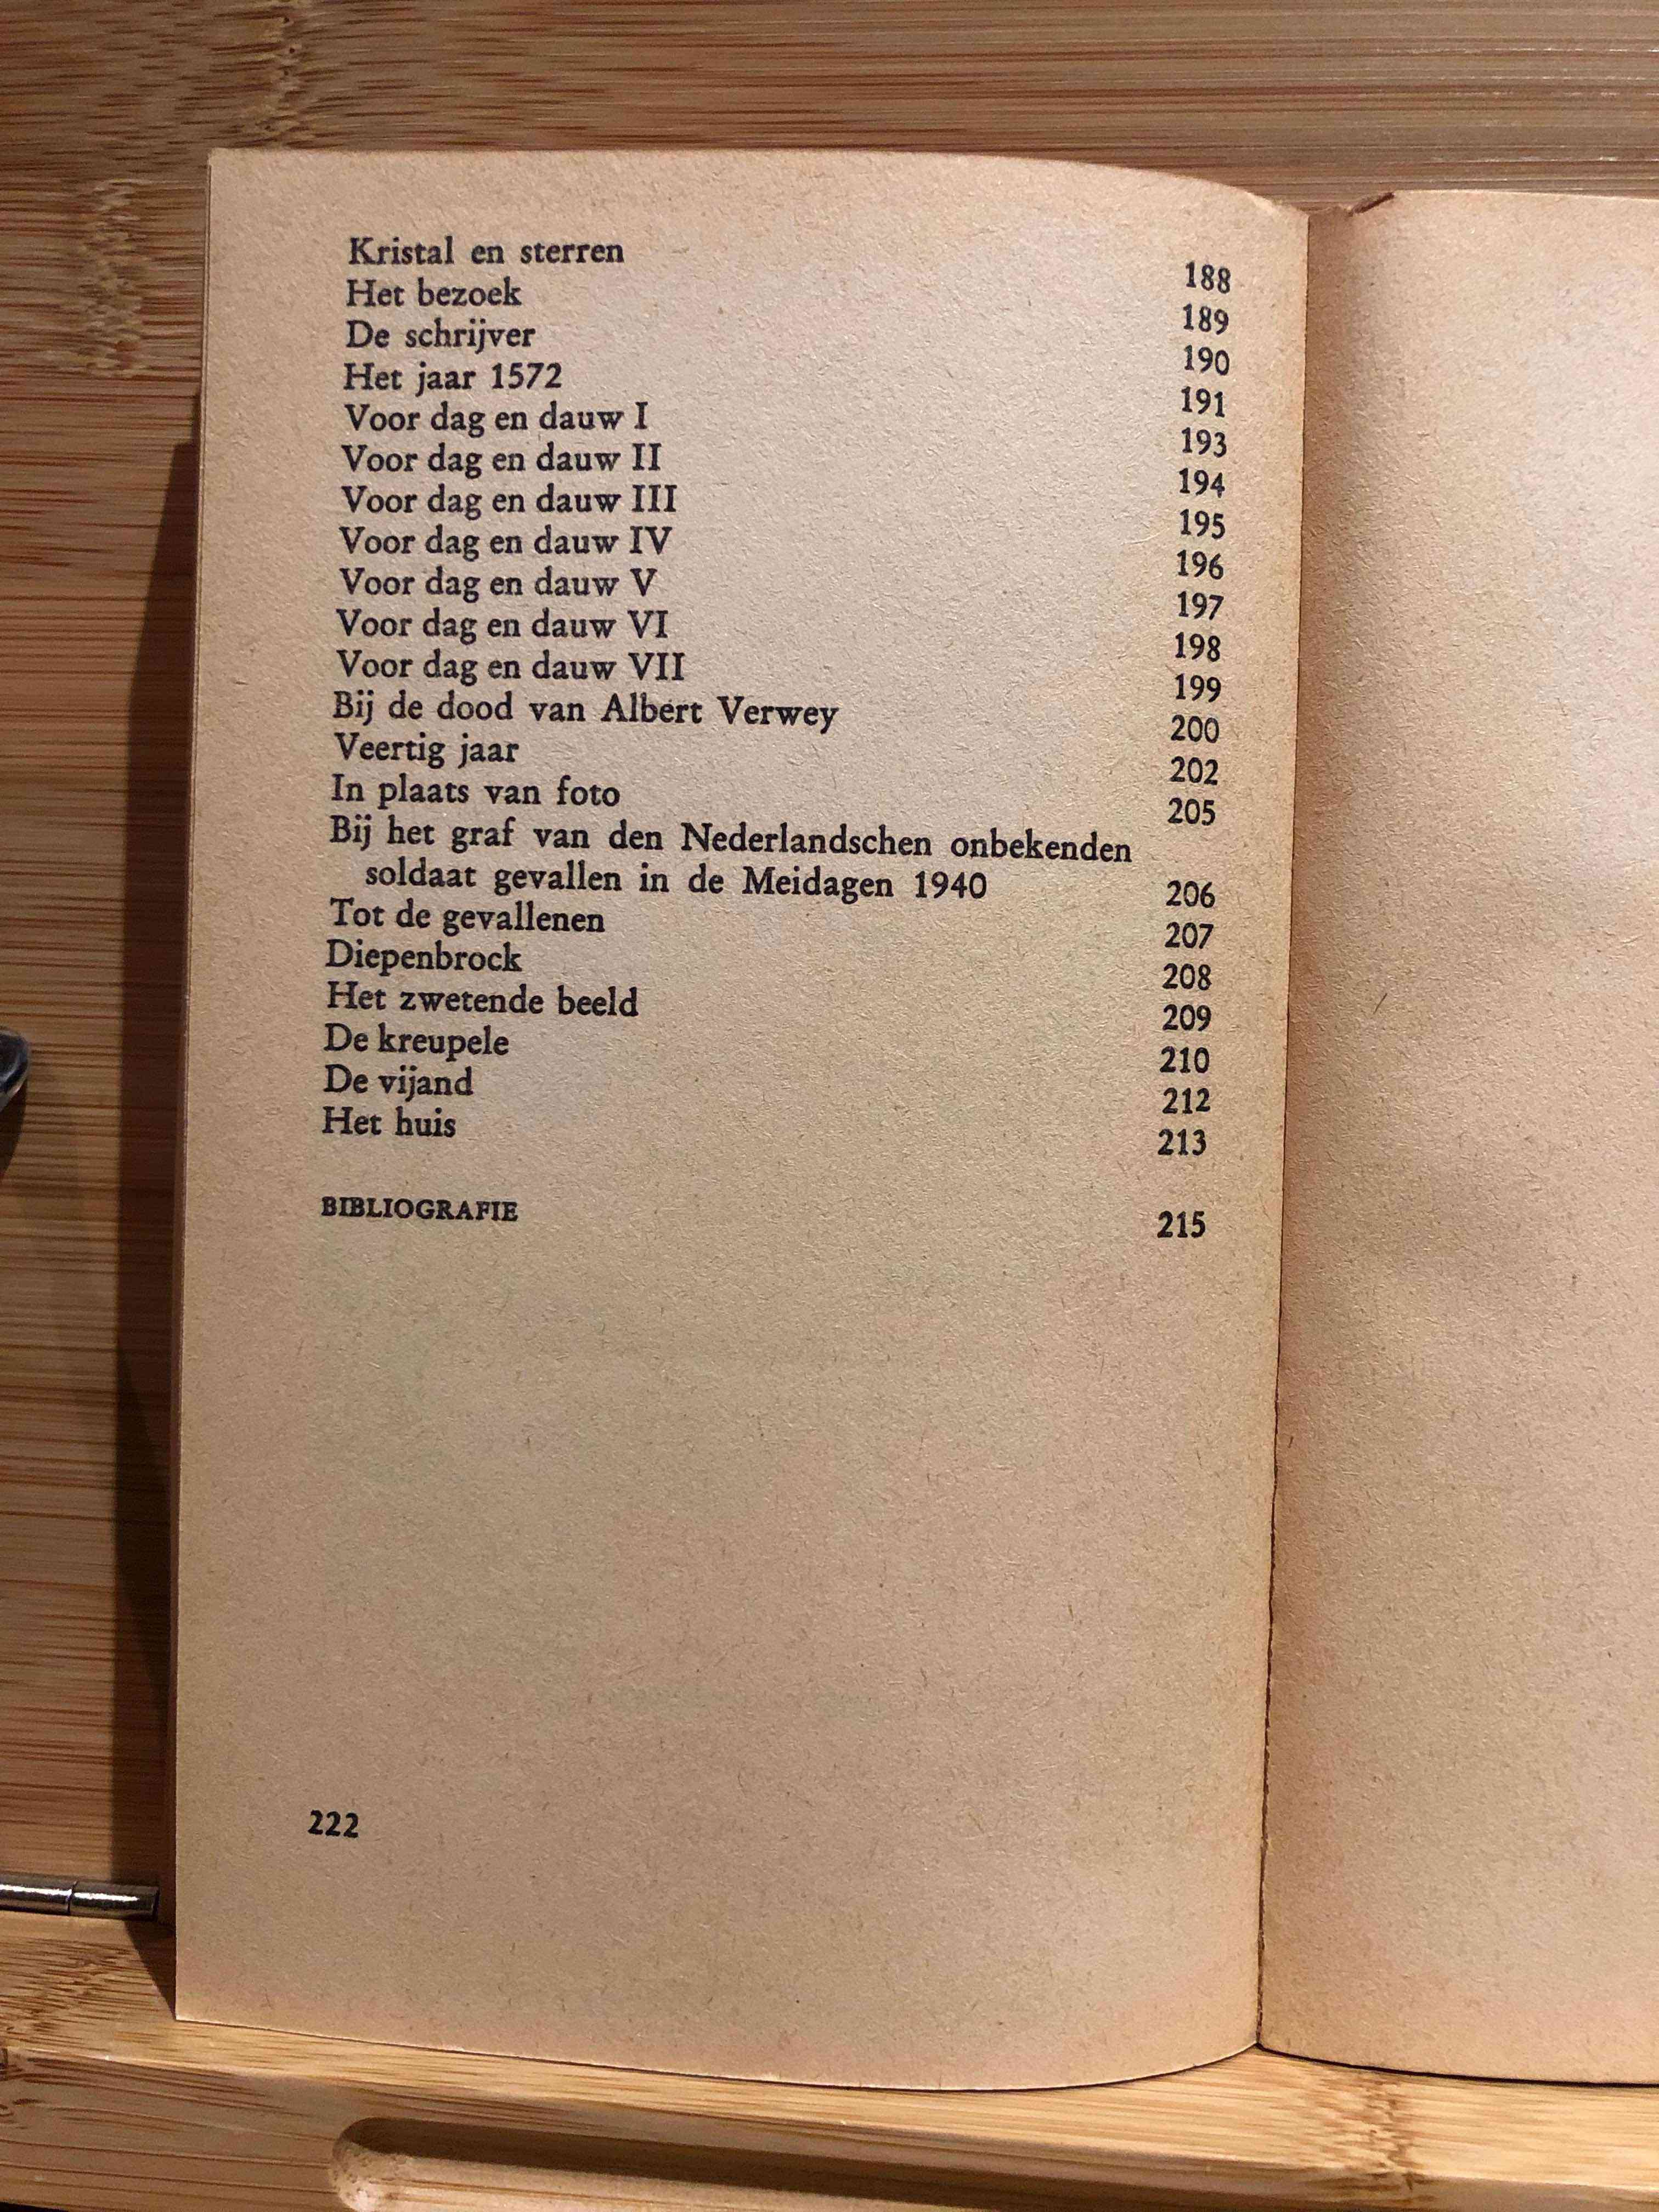 Kristal en sterren 188
Het bezoek 189
De schrijver 190
Het jaar 1572 191
Voor dag en dauw I 193
Voor dag en dauw II 194
Voor dag en dauw III 195
Voor dag en dauw IV 196
Voor dag en dauw V 197
Voor dag en dauw VI 198
Voor dag en dauw VII 199
Bij de dood van Albert Verwey 200
Veertig jaar 202
In plaats van foto 205
Bij het graf van den Nederlandschen onbekenden
soldaat gevallen in de Meidagen 1940 206
Tot de gevallenen 207
Diepenbrock 208
Het zwetende beeld 209
De kreupele 210
De vijand 212
Het huis 213
BIBLIOGRAFIE 215
222